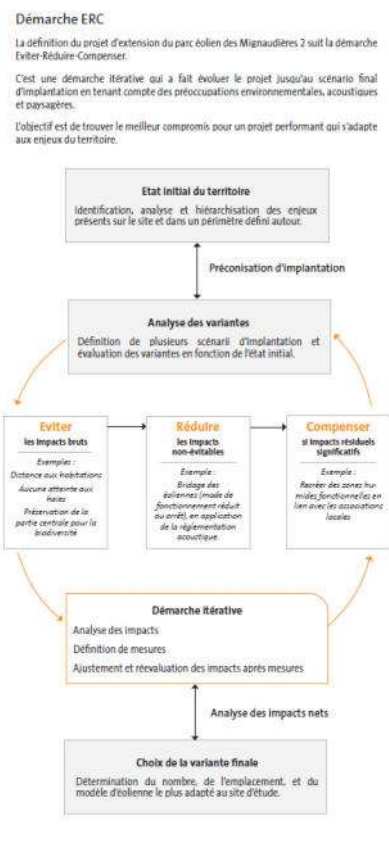 Démarche ERC
La définition du projet d'extension du parc éolien des Mignaudières 2 suit la démarche
Eviter-Réduire-Compenser.
C'est une démarche itérative qui a fait évoluer le projet jusqu'au scénario final
d'implantation en tenant compte des préoccupations environnementales, acoustiques
et paysagères.
L'objectif est de trouver le meilleur compromis pour un projet performant qui s'adapte
aux enjeux du territoire.
Etat initial du territoire
Identification, analyse et hiérarchisation des enjeux
présents sur le site et dans un périmètre défini autour.
Préconisation d'implantation
Analyse des variantes
Définition de plusieurs scénarii d'implantation et
évaluation des variantes en fonction de l'état initial.
Eviter
les impacts bruts
Exemples :
Distance aux habitations
Aucune atteinte aux
haies
Préservation de la
partie centrale pour la
biodiversité
Réduire
les impacts
non-évitables
Exemple :
Bridage des
éoliennes (mode de
fonctionnement réduit
ou arrêt), en application
de la réglementation
acoustique.
Compenser
si impacts résiduels
significatifs
Exemple :
Recréer des zones hu-
mides fonctionnelles en
lien avec les associations
locales
Démarche itérative
Analyse des impacts
Définition de mesures
Ajustement et réevaluation des impacts après mesures
Analyse des impacts nets
Choix de la variante finale
Détermination du nombre, de l'emplacement, et du
modèle d'éolienne le plus adapté au site d'étude.